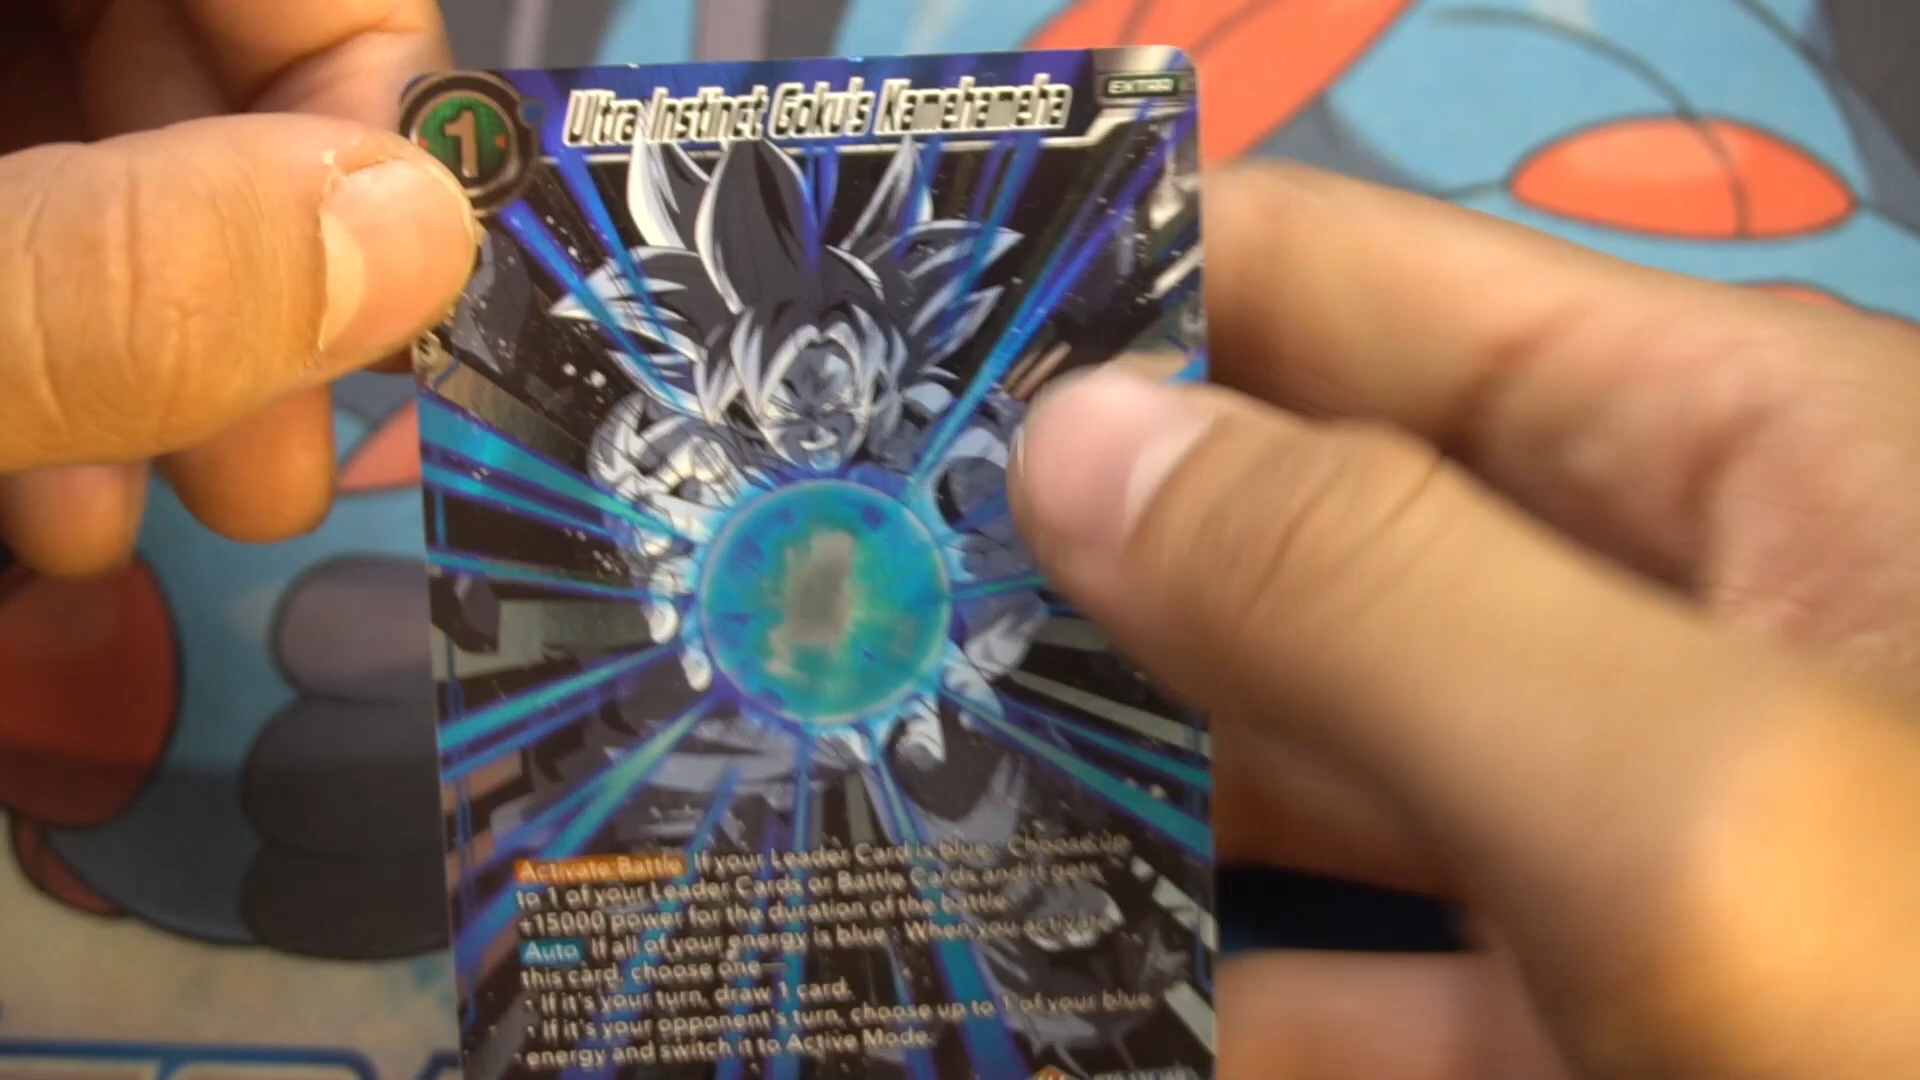 1
Ultra Instinct Goku's Kamehameha
EXTRA
Activate:Battle If your Leader Card is blue : Choose up
to 1 of your Leader Cards or Battle Cards and it gets
+15000 power for the duration of the battle.
Auto If all of your energy is blue : When you activate
this card, choose one—
・If it's your turn, draw 1 card.
・If it's your opponent's turn, choose up to 1 of your blue
energy and switch it to Active Mode.